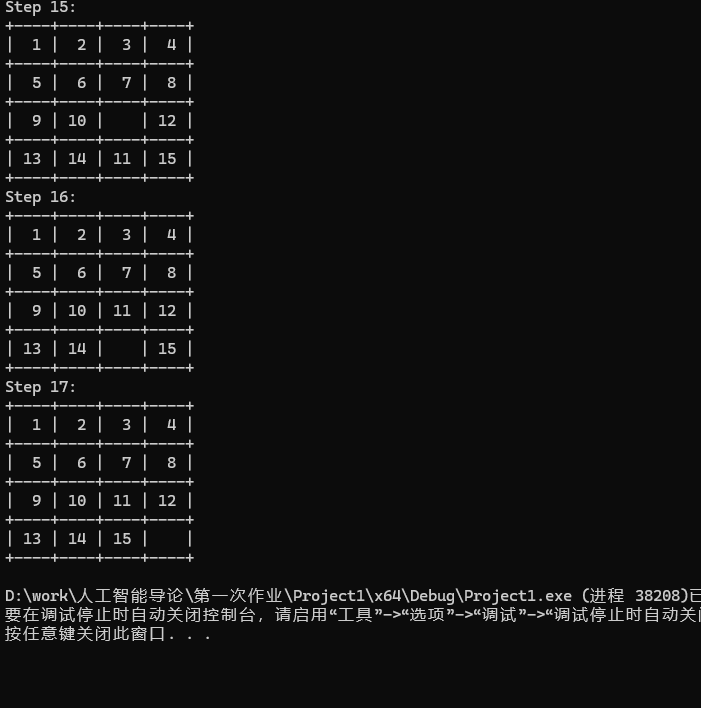 Step 15:
+----+----+----+----+
|  1 |  2 |  3 |  4 |
+----+----+----+----+
|  5 |  6 |  7 |  8 |
+----+----+----+----+
|  9 | 10 |    | 12 |
+----+----+----+----+
| 13 | 14 | 11 | 15 |
+----+----+----+----+
Step 16:
+----+----+----+----+
|  1 |  2 |  3 |  4 |
+----+----+----+----+
|  5 |  6 |  7 |  8 |
+----+----+----+----+
|  9 | 10 | 11 | 12 |
+----+----+----+----+
| 13 | 14 |    | 15 |
+----+----+----+----+
Step 17:
+----+----+----+----+
|  1 |  2 |  3 |  4 |
+----+----+----+----+
|  5 |  6 |  7 |  8 |
+----+----+----+----+
|  9 | 10 | 11 | 12 |
+----+----+----+----+
| 13 | 14 | 15 |    |
+----+----+----+----+
D:\work\人工智能导论\第一次作业\Project1\x64\Debug\Project1.exe (进程 38208)已
要在调试停止时自动关闭控制台，请启用“工具”->“选项”->“调试”->“调试停止时自动关闭
按任意键关闭此窗口. . .